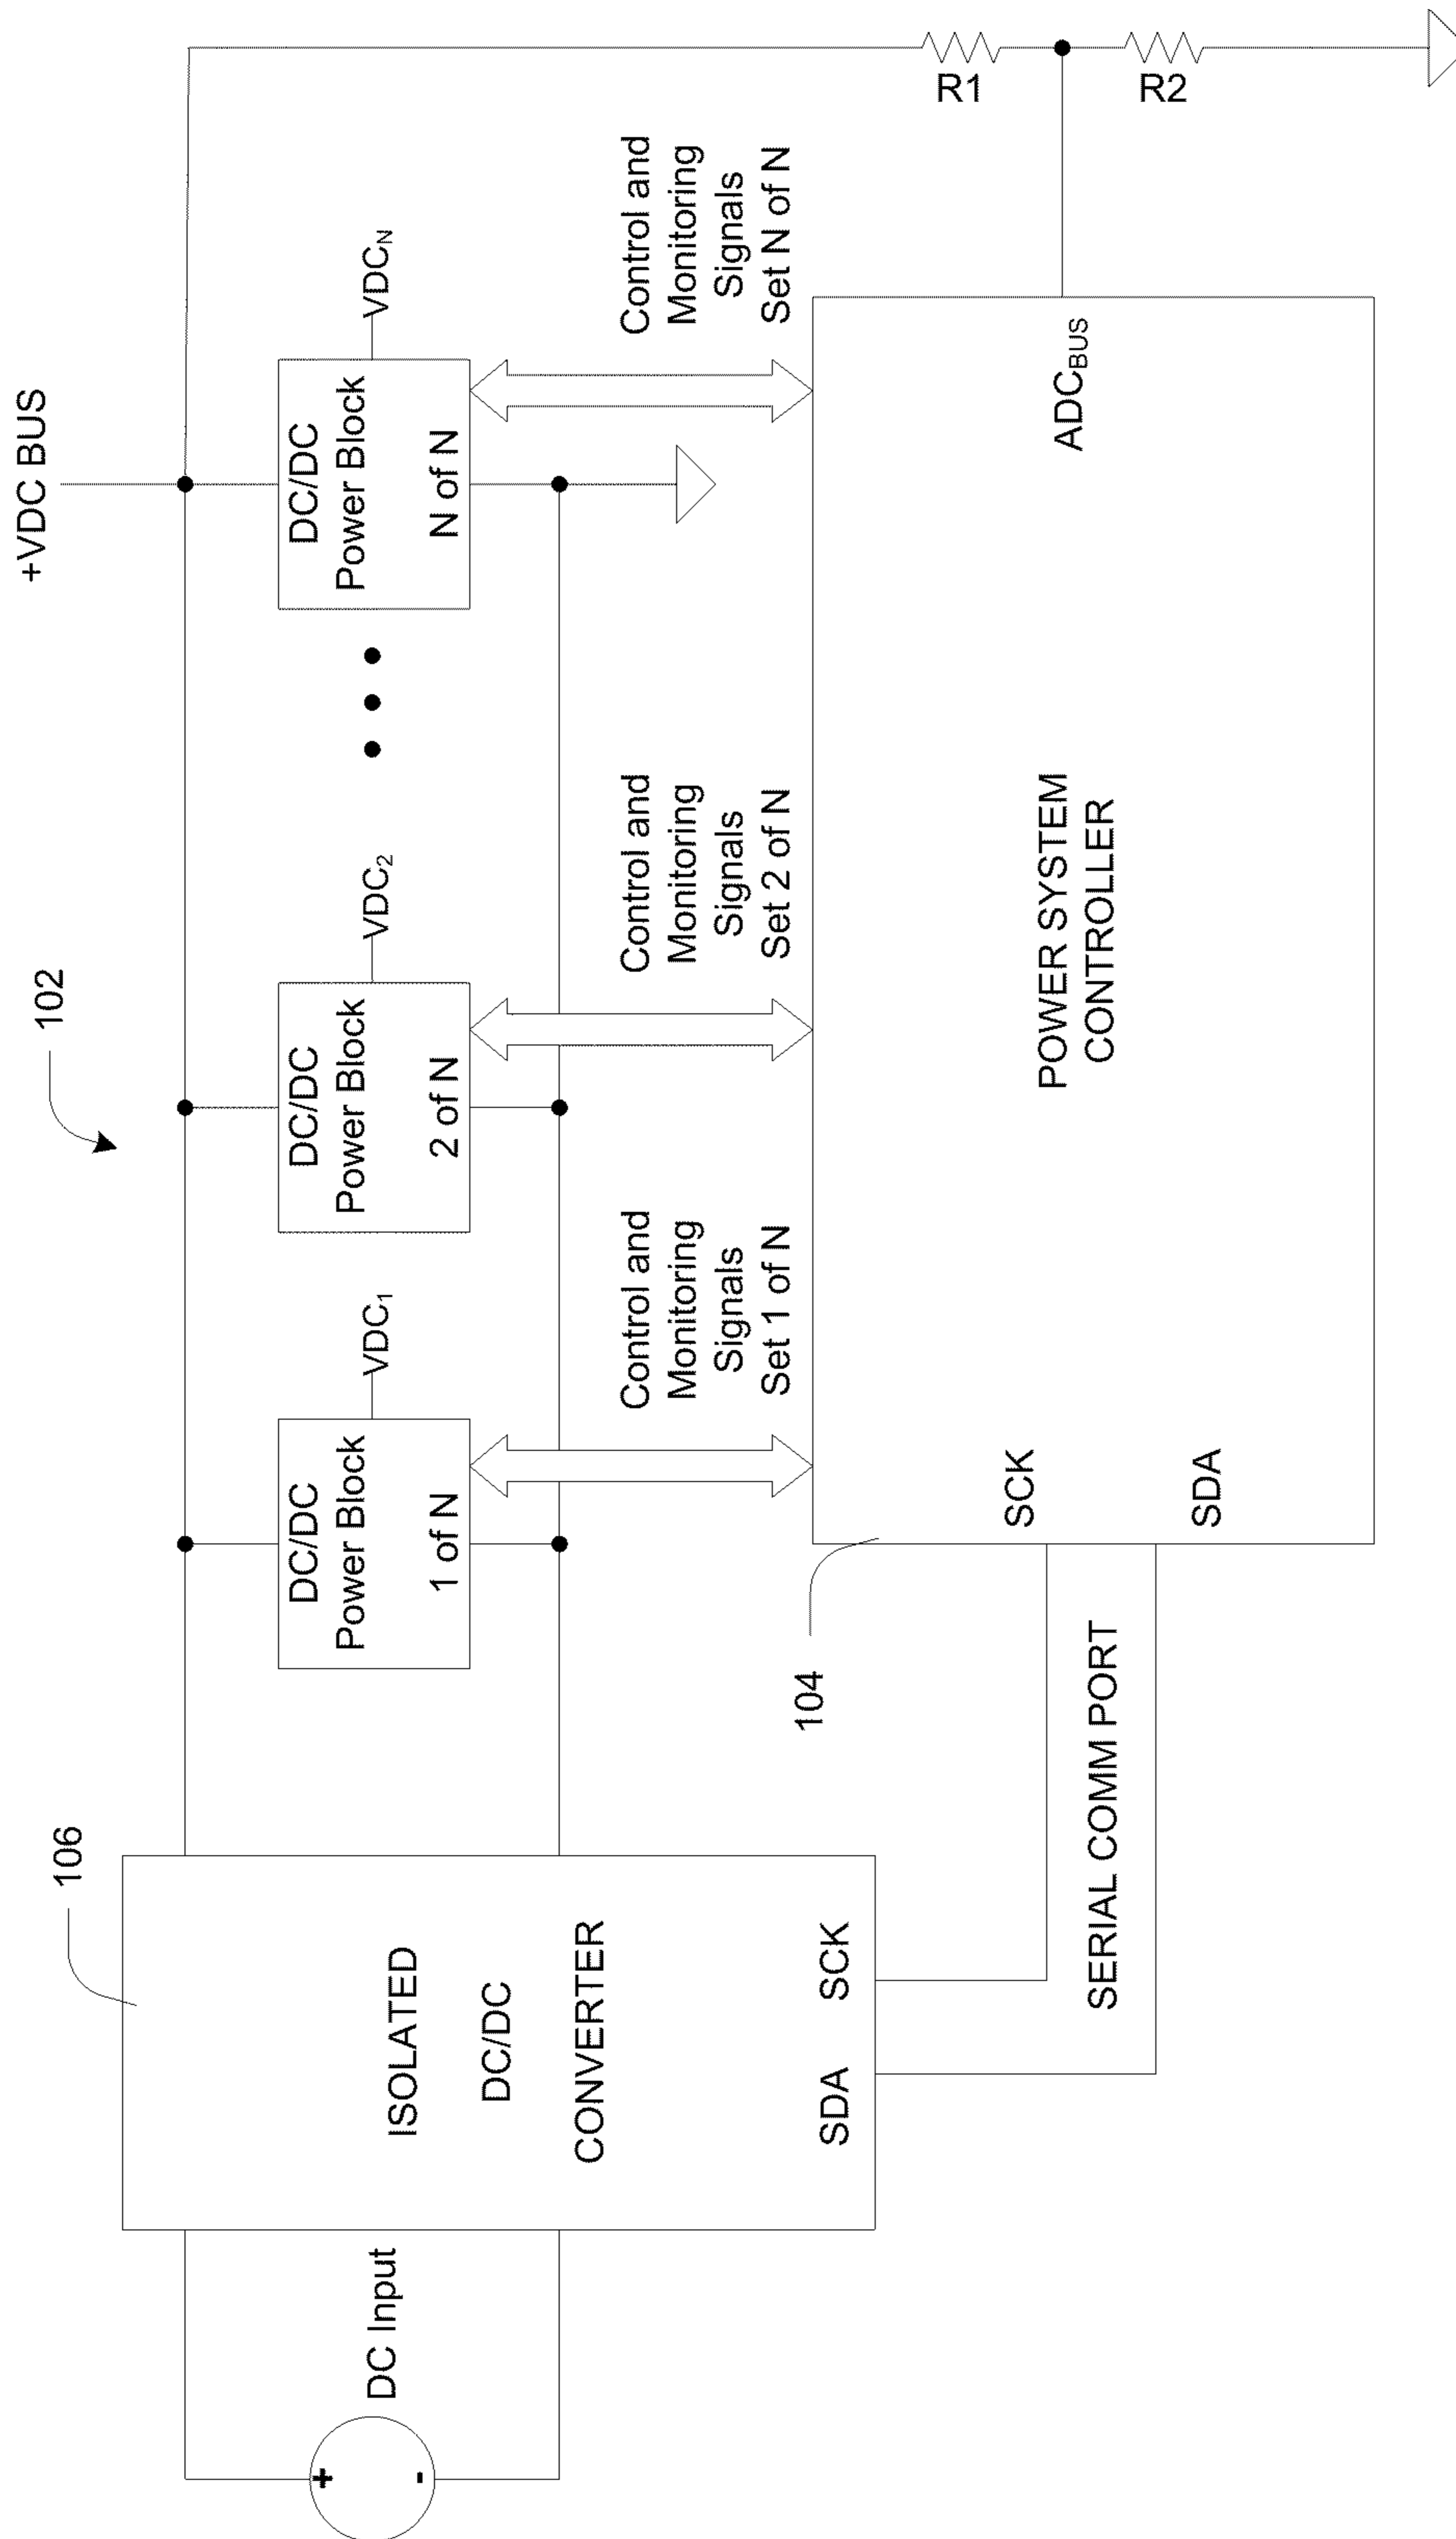 102
+VDC BUS
106
DC Input
+
-
ISOLATED
DC/DC
CONVERTER
SDA
SCK
DC/DC
Power Block
1 of N
VDC₁
DC/DC
Power Block
2 of N
VDC₂
DC/DC
Power Block
N of N
VDC_N
Control and
Monitoring
Signals
Set 1 of N
Control and
Monitoring
Signals
Set 2 of N
Control and
Monitoring
Signals
Set N of N
104
SCK
SDA
POWER SYSTEM
CONTROLLER
ADC_BUS
R1
R2
SERIAL COMM PORT